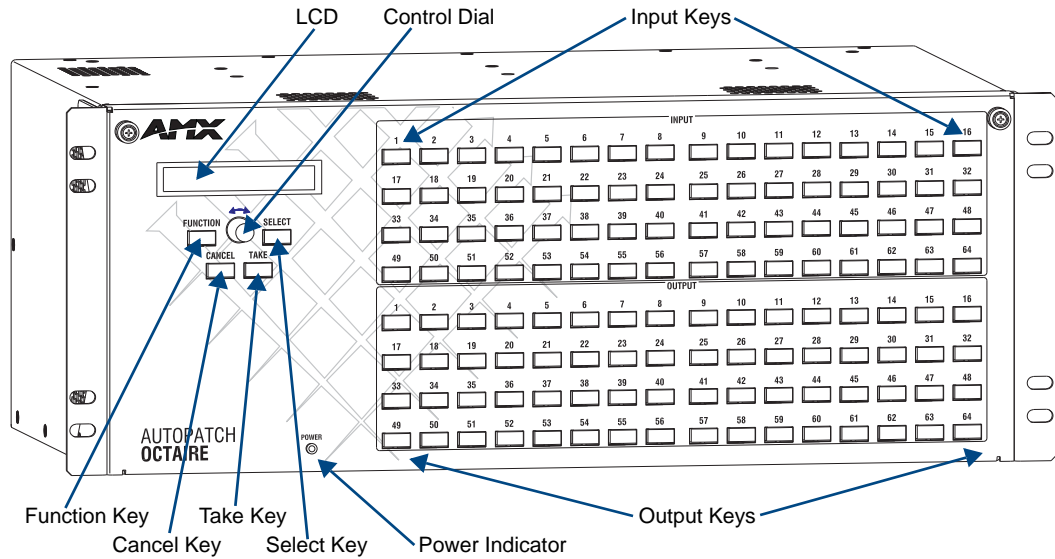 LCD Control Dial Input Keys
AMX
INPUT
1 2 3 4 5 6 7 8 9 10 11 12 13 14 15 16
17 18 19 20 21 22 23 24 25 26 27 28 29 30 31 32
33 34 35 36 37 38 39 40 41 42 43 44 45 46 47 48
49 50 51 52 53 54 55 56 57 58 59 60 61 62 63 64
FUNCTION SELECT
CANCEL TAKE
OUTPUT
1 2 3 4 5 6 7 8 9 10 11 12 13 14 15 16
17 18 19 20 21 22 23 24 25 26 27 28 29 30 31 32
33 34 35 36 37 38 39 40 41 42 43 44 45 46 47 48
49 50 51 52 53 54 55 56 57 58 59 60 61 62 63 64
AUTOPATCH
OCTAIRE
POWER
Function Key Take Key Output Keys
Cancel Key Select Key Power Indicator